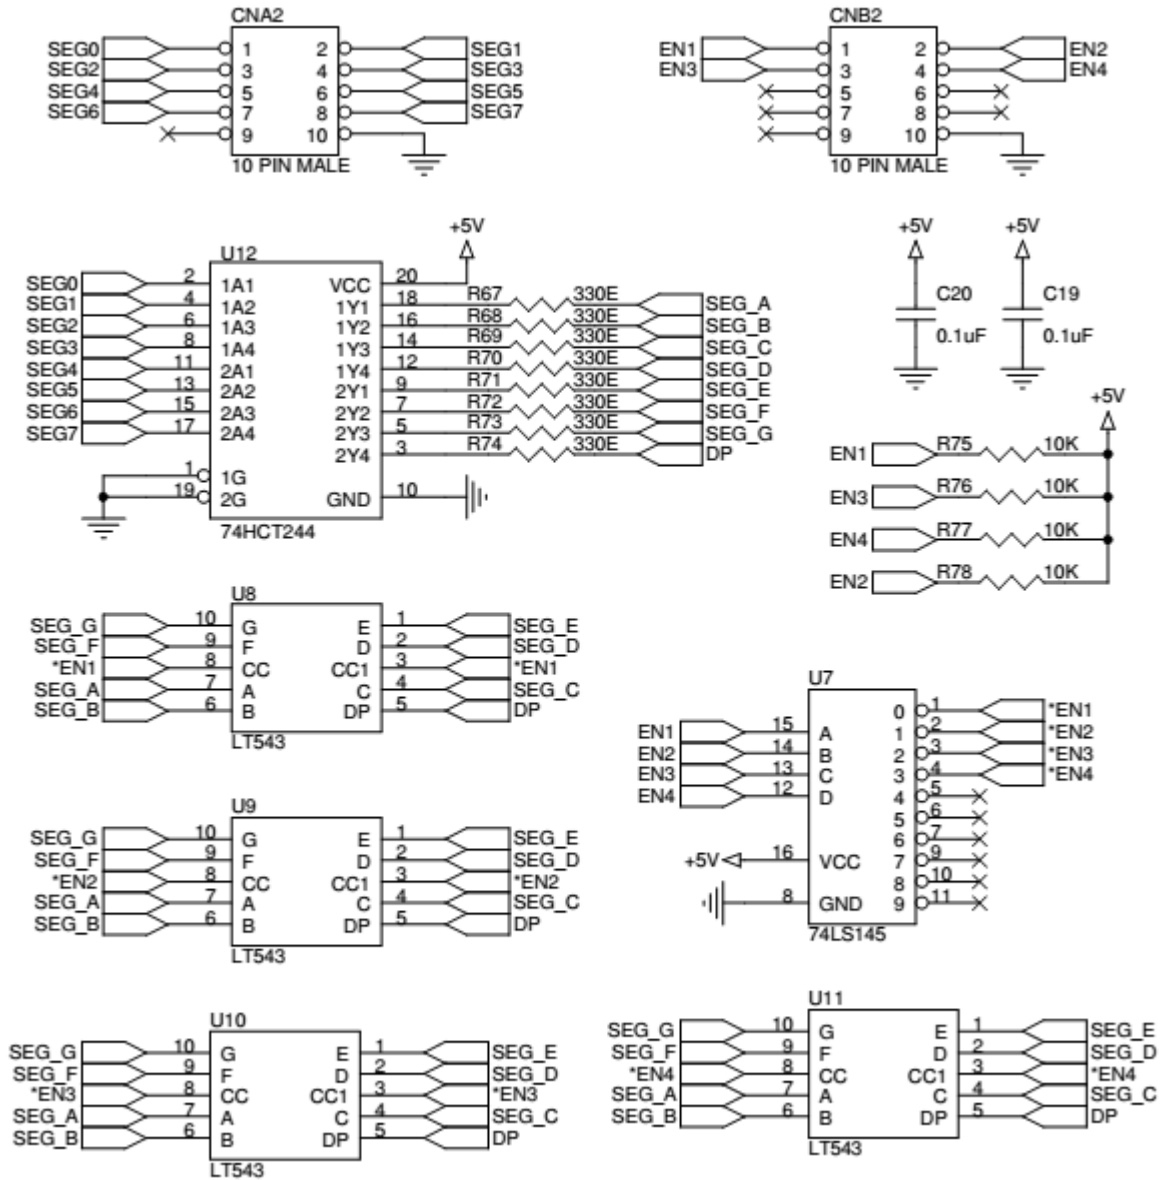 CNA2 CNB2
SEG0 1 2 SEG1 EN1 1 2 EN2
SEG2 3 4 SEG3 EN3 3 4 EN4
SEG4 5 6 SEG5 5 6
SEG6 7 8 SEG7 7 8
9 10 9 10
10 PIN MALE 10 PIN MALE
+5V +5V +5V
U12
SEG0 2 1A1 VCC 20
SEG1 4 1A2 1Y1 18 R67 330E SEG_A
SEG2 6 1A3 1Y2 16 R68 330E SEG_B
SEG3 8 1A4 1Y3 14 R69 330E SEG_C
SEG4 11 2A1 1Y4 12 R70 330E SEG_D
SEG5 13 2A2 2Y1 9 R71 330E SEG_E
SEG6 15 2A3 2Y2 7 R72 330E SEG_F
SEG7 17 2A4 2Y3 5 R73 330E SEG_G
2Y4 3 R74 330E DP
1 1G
19 2G GND 10
74HCT244
C20 C19
0.1uF 0.1uF
+5V
EN1 R75 10K
EN3 R76 10K
EN4 R77 10K
EN2 R78 10K
U8
SEG_G 10 G E 1 SEG_E
SEG_F 9 F D 2 SEG_D
*EN1 8 CC CC1 3 *EN1
SEG_A 7 A C 4 SEG_C
SEG_B 6 B DP 5 DP
LT543
U7
0 1 *EN1
EN1 15 A 1 2 *EN2
EN2 14 B 2 3 *EN3
EN3 13 C 3 4 *EN4
EN4 12 D 4 5
5 6
6 7
+5V 16 VCC 7 9
8 10
8 GND 9 11
74LS145
U9
SEG_G 10 G E 1 SEG_E
SEG_F 9 F D 2 SEG_D
*EN2 8 CC CC1 3 *EN2
SEG_A 7 A C 4 SEG_C
SEG_B 6 B DP 5 DP
LT543
U10
SEG_G 10 G E 1 SEG_E
SEG_F 9 F D 2 SEG_D
*EN3 8 CC CC1 3 *EN3
SEG_A 7 A C 4 SEG_C
SEG_B 6 B DP 5 DP
LT543
U11
SEG_G 10 G E 1 SEG_E
SEG_F 9 F D 2 SEG_D
*EN4 8 CC CC1 3 *EN4
SEG_A 7 A C 4 SEG_C
SEG_B 6 B DP 5 DP
LT543